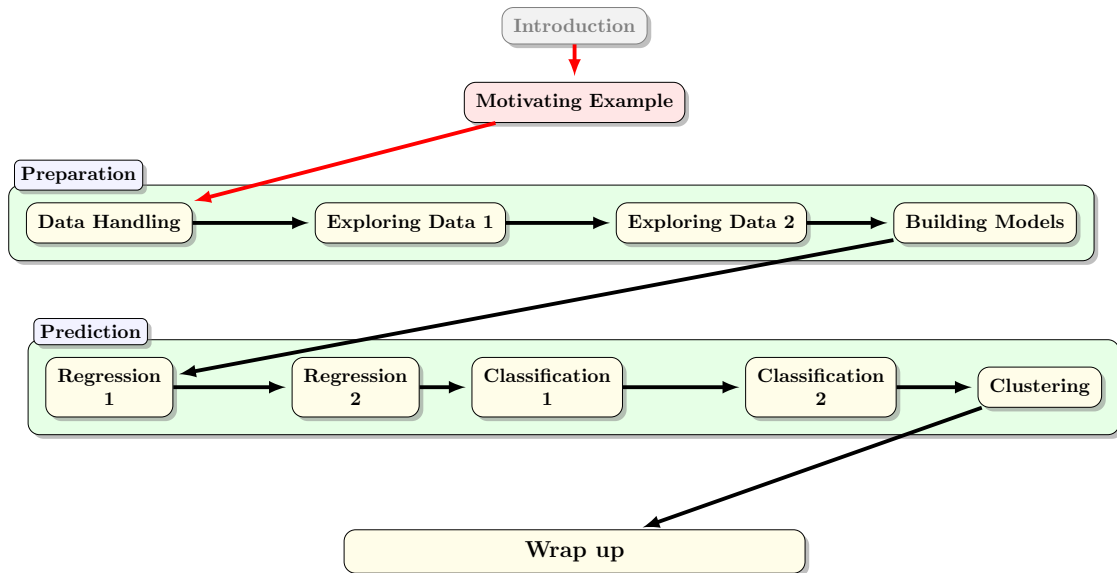 Introduction
Motivating Example
Preparation
Data Handling
Exploring Data 1
Exploring Data 2
Building Models
Prediction
Regression
1
Regression
2
Classification
1
Classification
2
Clustering
Wrap up